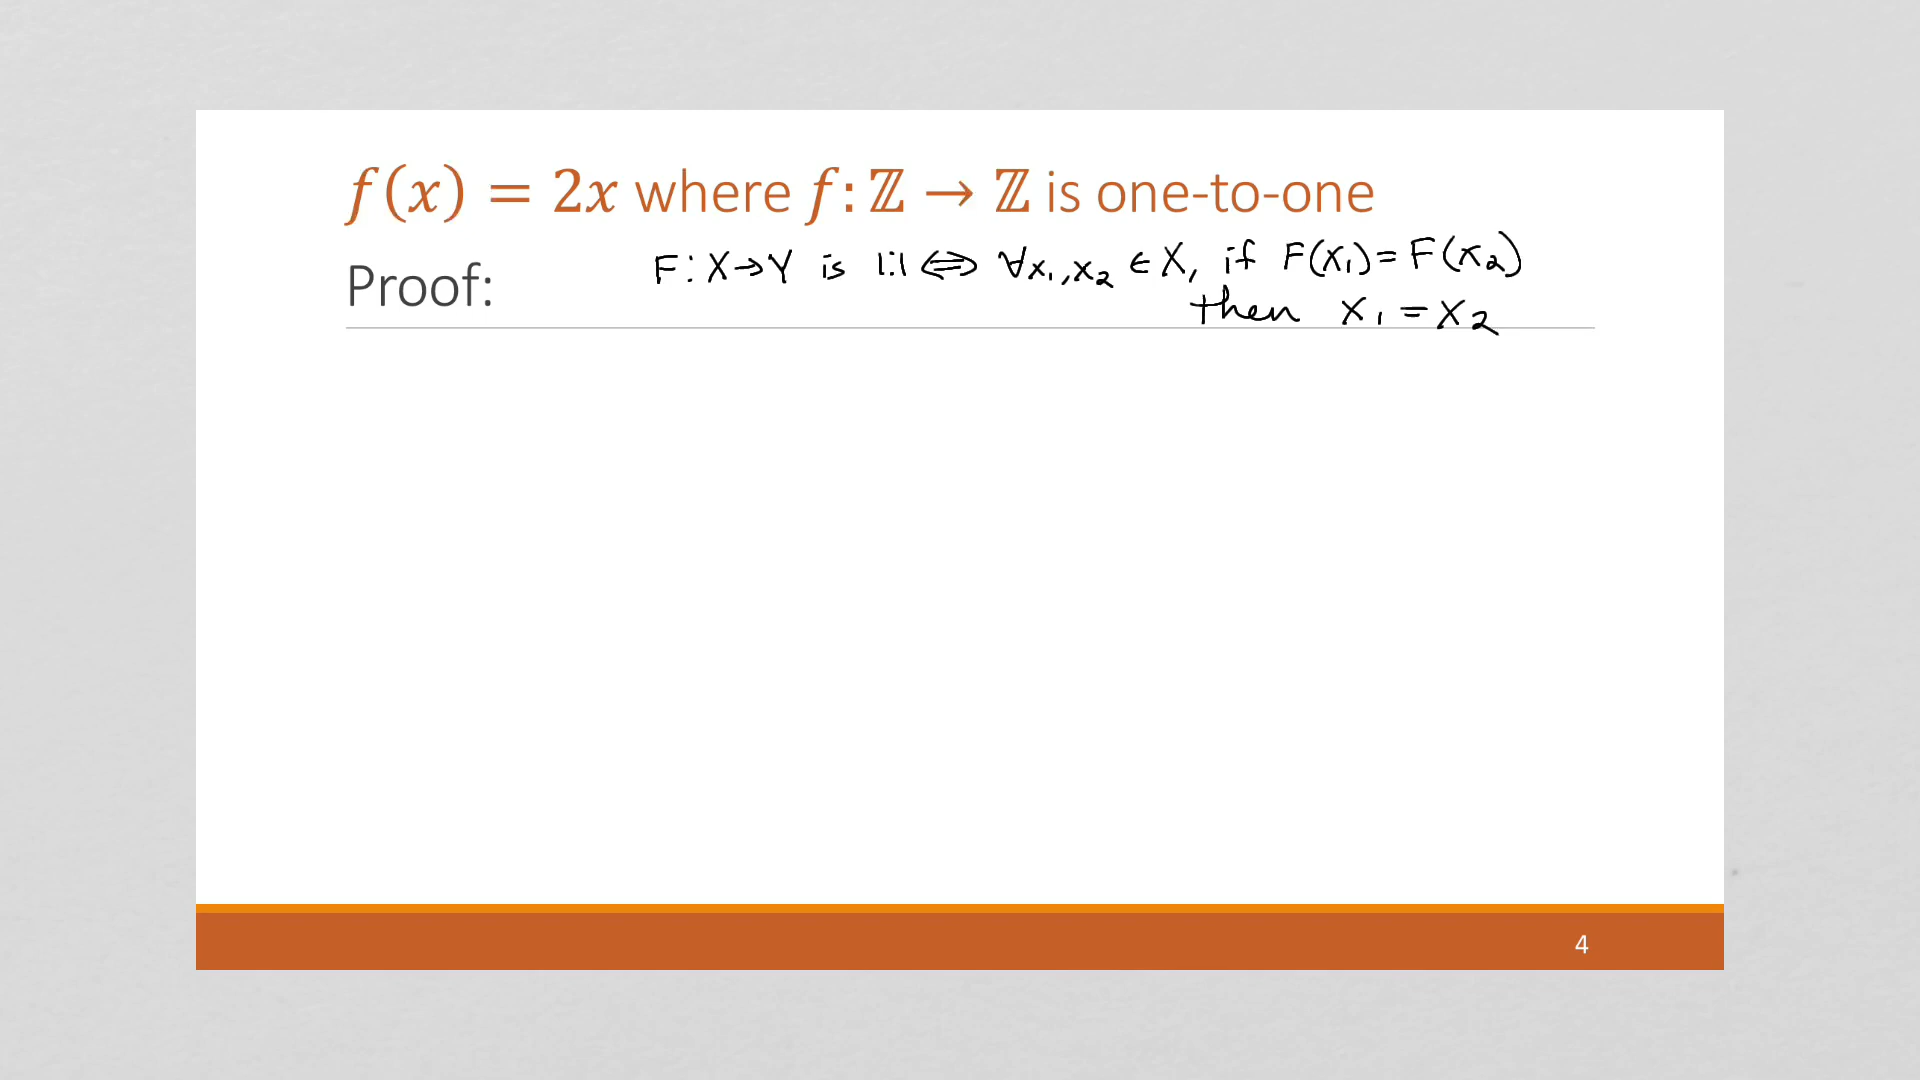 f(x) = 2x where f: ℤ → ℤ is one-to-one
Proof:
F: X→Y is 1:1 ⟺ ∀x₁,x₂ ∈ X, if F(x₁)=F(x₂)
then x₁=x₂
4